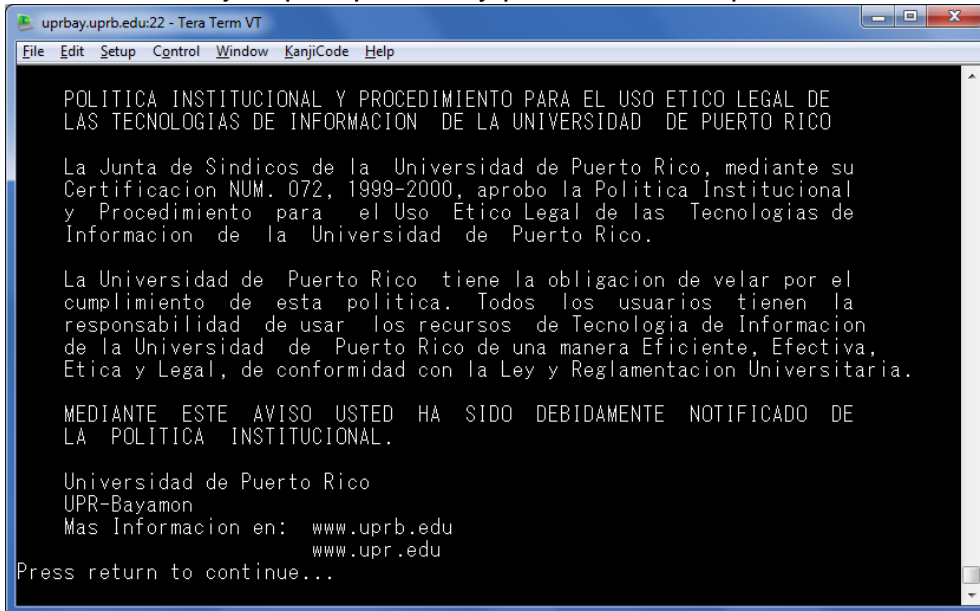 uprbay.uprb.edu:22 - Tera Term VT
File Edit Setup Control Window KanjiCode Help
POLITICA INSTITUCIONAL Y PROCEDIMIENTO PARA EL USO ETICO LEGAL DE
LAS TECNOLOGIAS DE INFORMACION DE LA UNIVERSIDAD DE PUERTO RICO
La Junta de Sindicos de la Universidad de Puerto Rico, mediante su
Certificacion NUM. 072, 1999-2000, aprobo la Politica Institucional
y Procedimiento para el Uso Etico Legal de las Tecnologias de
Informacion de la Universidad de Puerto Rico.
La Universidad de Puerto Rico tiene la obligacion de velar por el
cumplimiento de esta politica. Todos los usuarios tienen la
responsabilidad de usar los recursos de Tecnologia de Informacion
de la Universidad de Puerto Rico de una manera Eficiente, Efectiva,
Etica y Legal, de conformidad con la Ley y Reglamentacion Universitaria.
MEDIANTE ESTE AVISO USTED HA SIDO DEBIDAMENTE NOTIFICADO DE
LA POLITICA INSTITUCIONAL.
Universidad de Puerto Rico
UPR-Bayamon
Mas Informacion en: www.uprb.edu
www.upr.edu
Press return to continue...